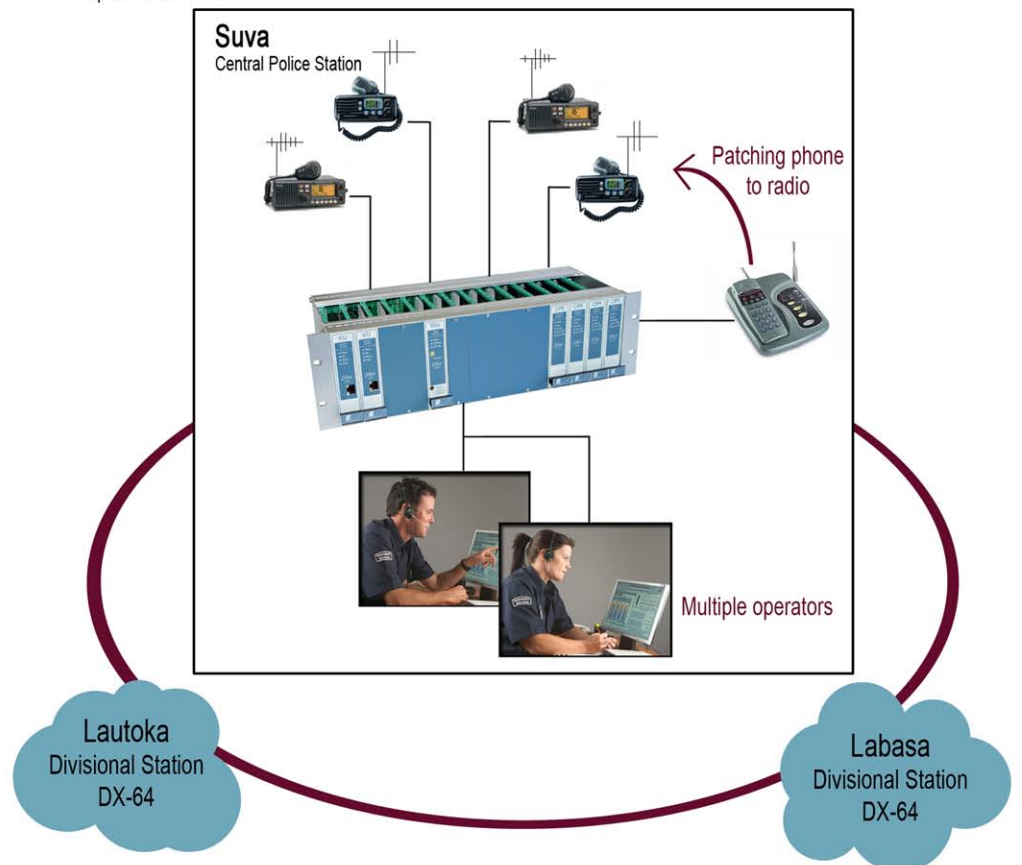 Suva
Central Police Station
Patching phone
to radio
Multiple operators
Lautoka
Divisional Station
DX-64
Labasa
Divisional Station
DX-64